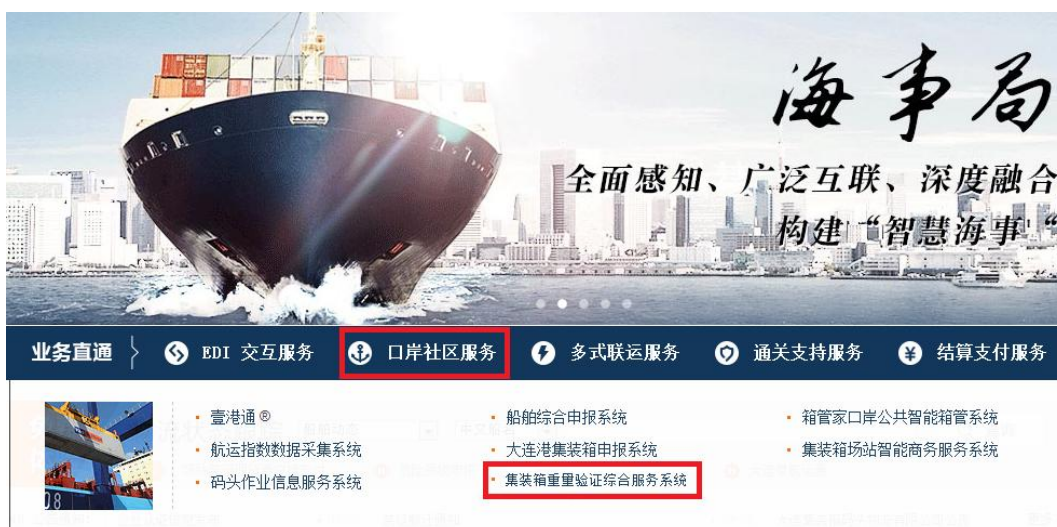 海事局
全面感知、广泛互联、深度融合
构建“智慧海事“
业务直通
EDI 交互服务
口岸社区服务
多式联运服务
通关支持服务
结算支付服务
壹港通®
船舶综合申报系统
箱管家口岸公共智能箱管系统
航运指数数据采集系统
大连港集装箱申报系统
集装箱场站智能商务服务系统
码头作业信息服务系统
集装箱重量验证综合服务系统
08